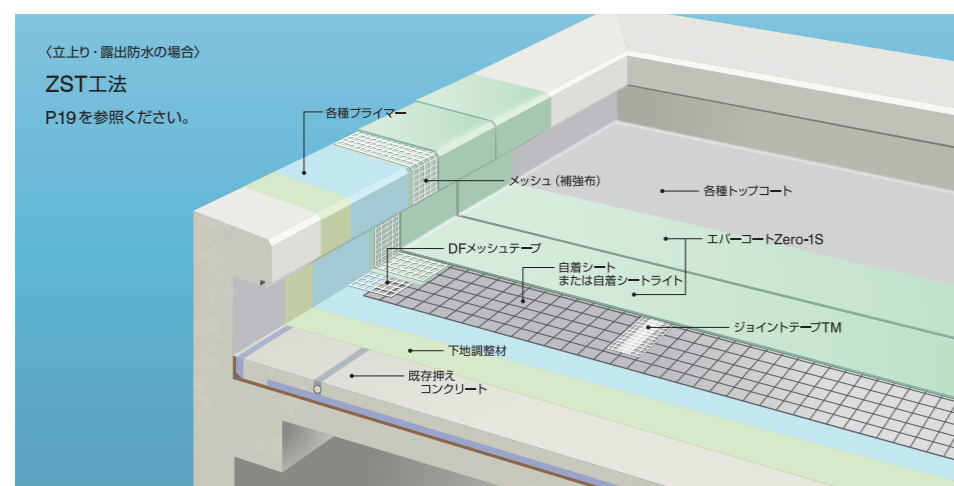 〈立上り・露出防水の場合〉
ZST工法
P.19を参照ください。
各種プライマー
メッシュ（補強布）
各種トップコート
DFメッシュテープ
エバーコートZero-1S
自着シート
または自着シートライト
ジョイントテープTM
下地調整材
既存押え
コンクリート